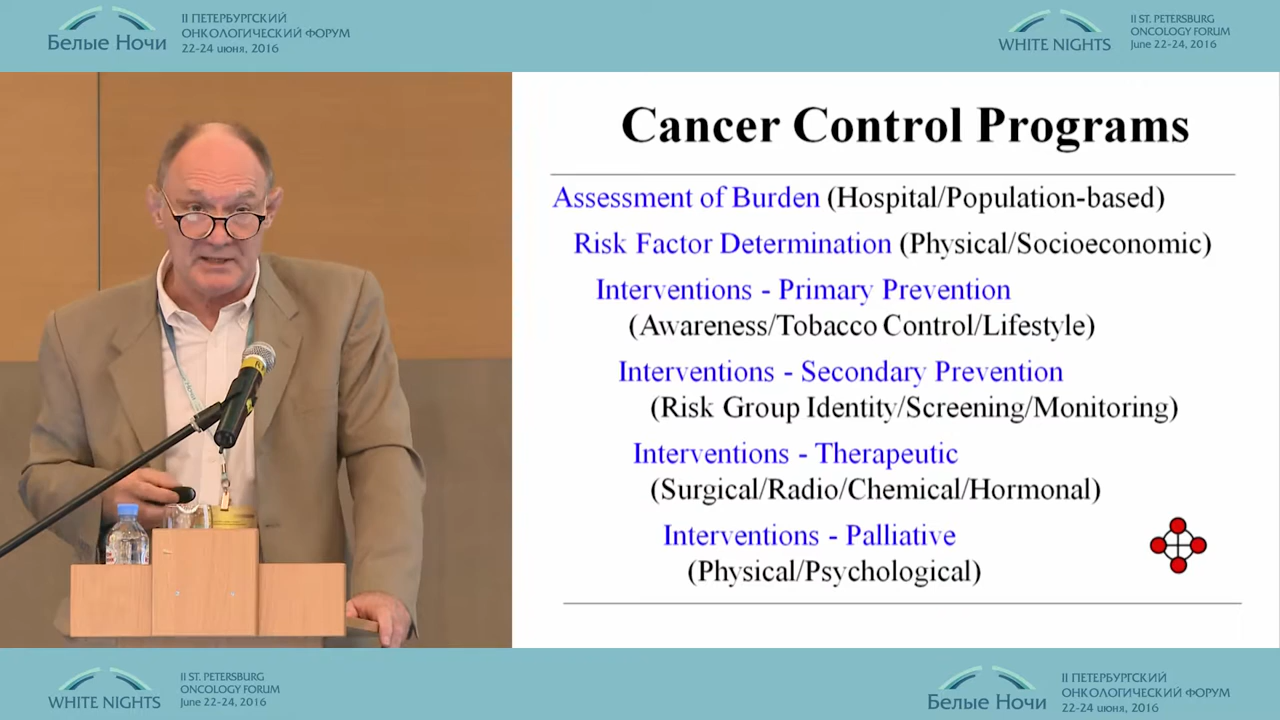 II ПЕТЕРБУРГСКИЙ
ОНКОЛОГИЧЕСКИЙ ФОРУМ
Белые Ночи
22-24 июня, 2016
II ST. PETERSBURG
ONCOLOGY FORUM
WHITE NIGHTS
June 22-24, 2016
Cancer Control Programs
Assessment of Burden (Hospital/Population-based)
Risk Factor Determination (Physical/Socioeconomic)
Interventions - Primary Prevention
(Awareness/Tobacco Control/Lifestyle)
Interventions - Secondary Prevention
(Risk Group Identity/Screening/Monitoring)
Interventions - Therapeutic
(Surgical/Radio/Chemical/Hormonal)
Interventions - Palliative
(Physical/Psychological)
II ST. PETERSBURG
ONCOLOGY FORUM
WHITE NIGHTS
June 22-24, 2016
II ПЕТЕРБУРГСКИЙ
ОНКОЛОГИЧЕСКИЙ ФОРУМ
Белые Ночи
22-24 июня, 2016